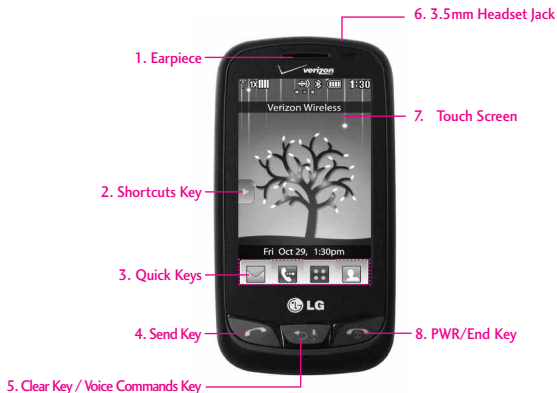 6. 3.5mm Headset Jack
1. Earpiece
verizon
1X 1:30
Verizon Wireless
7. Touch Screen
2. Shortcuts Key
Fri Oct 29, 1:30pm
3. Quick Keys
LG
4. Send Key
8. PWR/End Key
5. Clear Key / Voice Commands Key